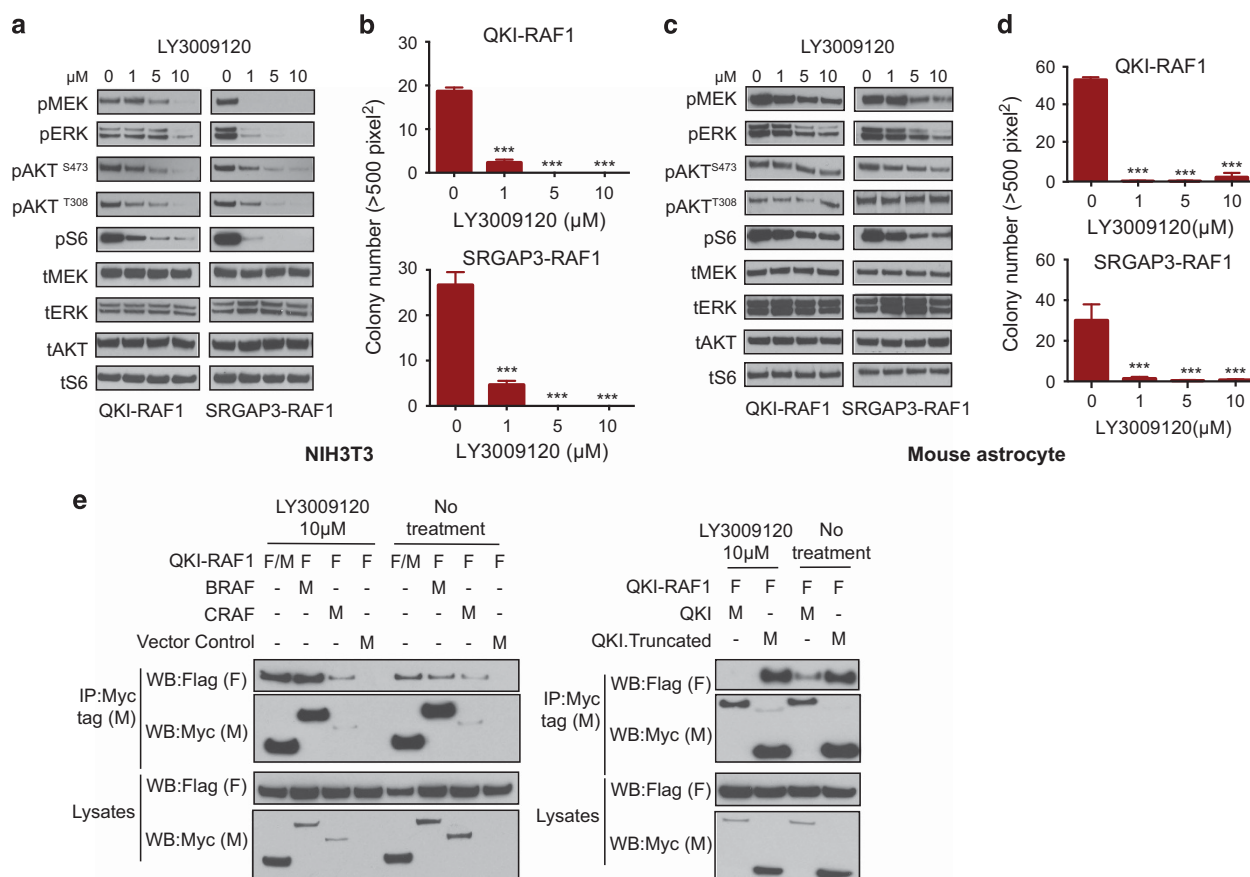 a
LY3009120
µM 0 1 5 10 0 1 5 10
pMEK
pERK
pAKT S473
pAKT T308
pS6
tMEK
tERK
tAKT
tS6
QKI-RAF1 SRGAP3-RAF1
b
Colony number (>500 pixel²)
QKI-RAF1
30
20
10
0
***
***
***
0 1 5 10
LY3009120 (µM)
SRGAP3-RAF1
30
20
10
0
***
***
***
0 1 5 10
LY3009120 (µM)
NIH3T3
c
LY3009120
µM 0 1 5 10 0 1 5 10
pMEK
pERK
pAKTS473
pAKTT308
pS6
tMEK
tERK
tAKT
tS6
QKI-RAF1 SRGAP3-RAF1
d
Colony number (>500 pixel²)
QKI-RAF1
60
40
20
0
***
***
***
0 1 5 10
LY3009120 (µM)
SRGAP3-RAF1
60
40
20
0
***
***
***
0 1 5 10
LY3009120(µM)
Mouse astrocyte
e
LY3009120
10µM
No
treatment
QKI-RAF1 F/M F F F F/M F F F
BRAF - M - - - M - -
CRAF - - M - - - M -
Vector Control - - - M - - - M
IP:Myc
tag (M)
WB:Flag (F)
WB:Myc (M)
Lysates
WB:Flag (F)
WB:Myc (M)
LY3009120
10µM
No
treatment
QKI-RAF1 F F F F
QKI M - M -
QKI.Truncated - M - M
IP:Myc
tag (M)
WB:Flag (F)
WB:Myc (M)
Lysates
WB:Flag (F)
WB:Myc (M)